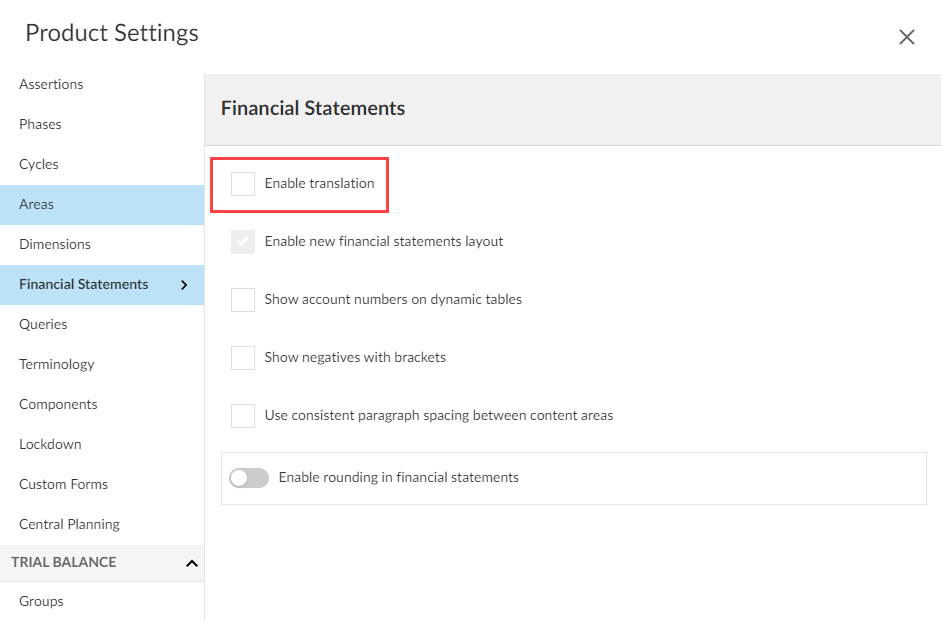 Product Settings
Assertions
Phases
Cycles
Areas
Dimensions
Financial Statements
Queries
Terminology
Components
Lockdown
Custom Forms
Central Planning
TRIAL BALANCE
Groups
Financial Statements
Enable translation
Enable new financial statements layout
Show account numbers on dynamic tables
Show negatives with brackets
Use consistent paragraph spacing between content areas
Enable rounding in financial statements